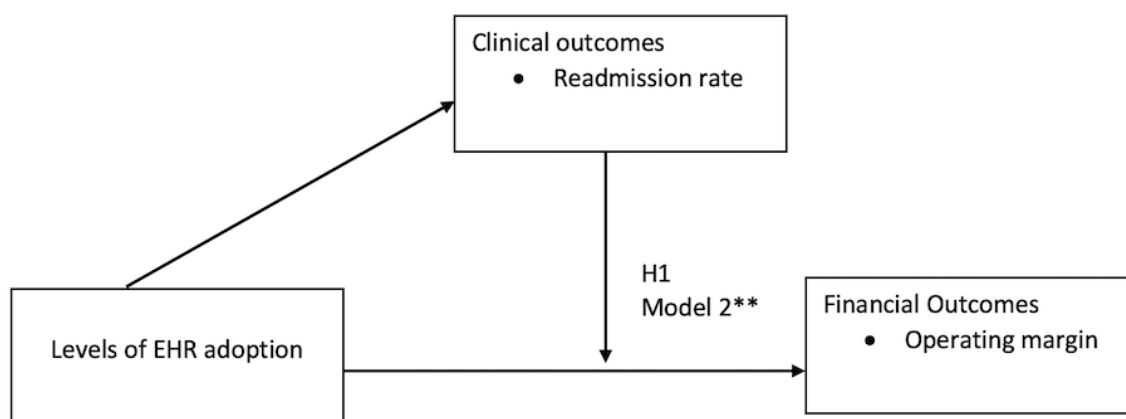 Clinical outcomes
• Readmission rate
H1
Model 2**
Levels of EHR adoption
Financial Outcomes
• Operating margin